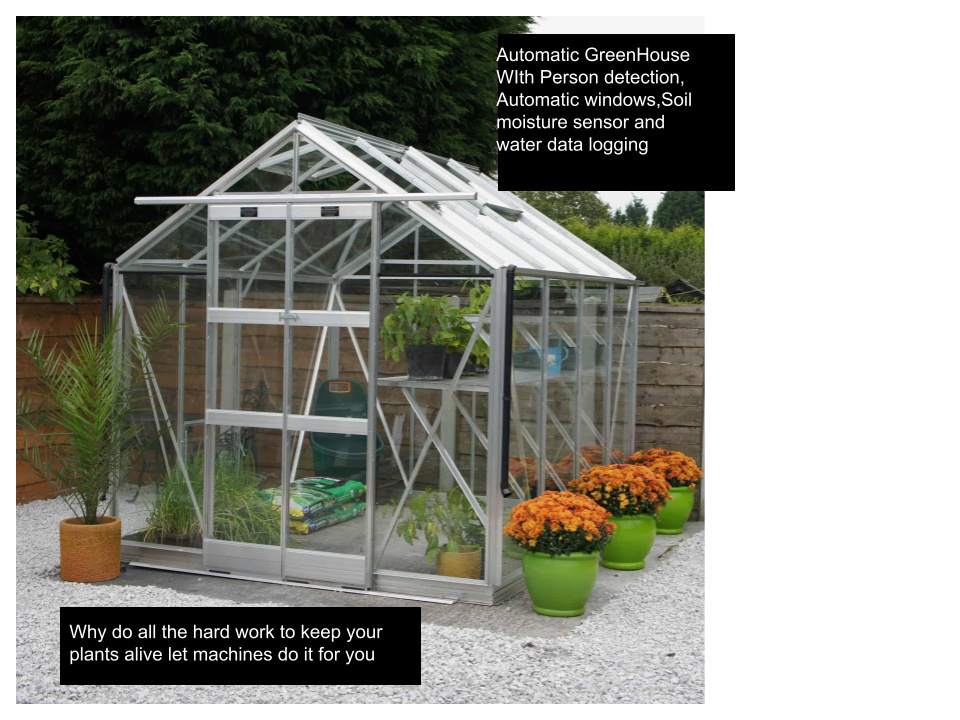 Automatic GreenHouse
WIth Person detection,
Automatic windows,Soil
moisture sensor and
water data logging
Why do all the hard work to keep your
plants alive let machines do it for you